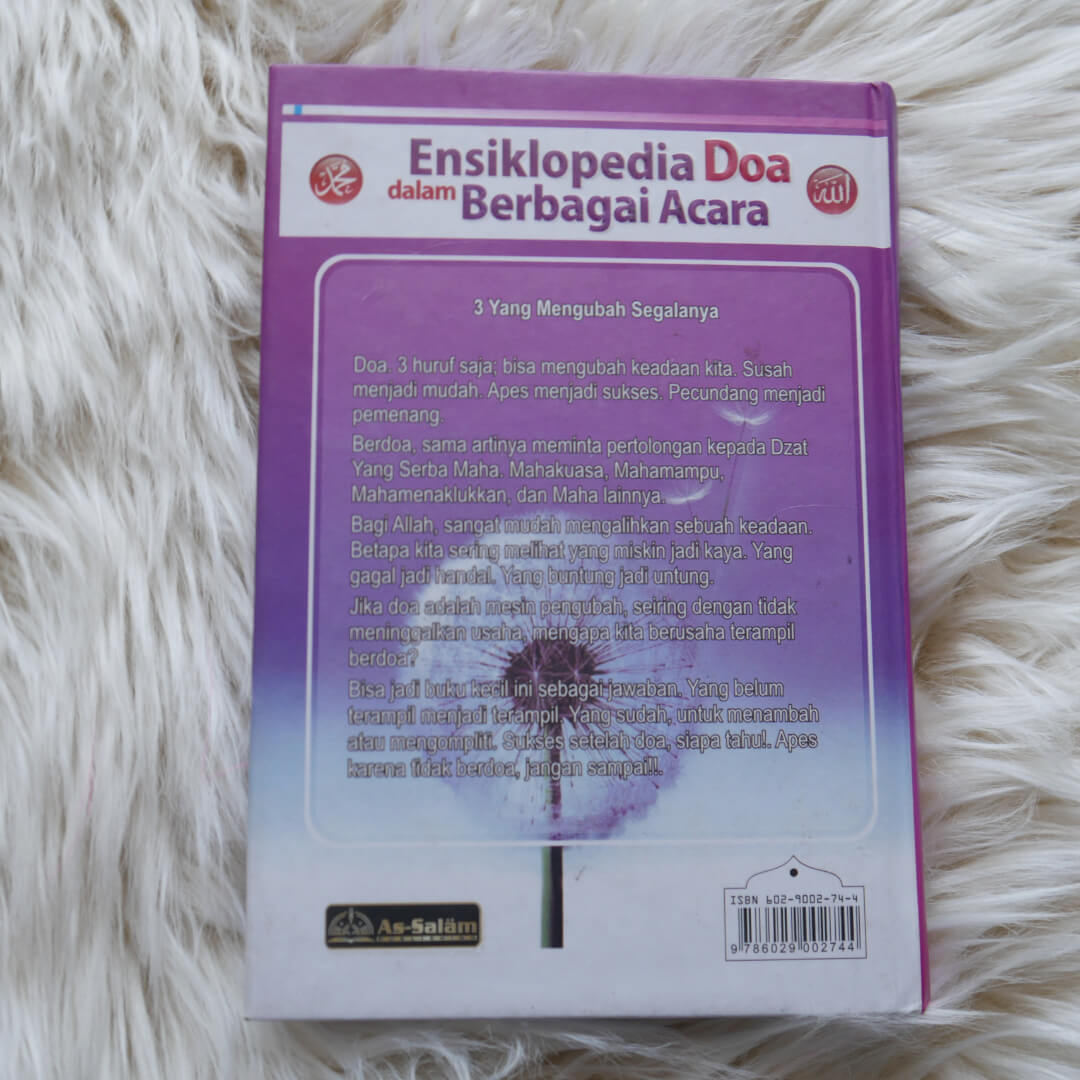 Ensiklopedia Doa
dalam Berbagai Acara
محمد
الله
3 Yang Mengubah Segalanya
Doa. 3 huruf saja; bisa mengubah keadaan kita. Susah
menjadi mudah. Apes menjadi sukses. Pecundang menjadi
pemenang.
Berdoa, sama artinya meminta pertolongan kepada Dzat
Yang Serba Maha. Mahakuasa, Mahamampu,
Mahamenaklukkan, dan Maha lainnya.
Bagi Allah, sangat mudah mengalihkan sebuah keadaan.
Betapa kita sering melihat yang miskin jadi kaya. Yang
gagal jadi handal. Yang buntung jadi untung.
Jika doa adalah mesin pengubah, seiring dengan tidak
meninggalkan usaha, mengapa kita berusaha terampil
berdoa?
Bisa jadi buku kecil ini sebagai jawaban. Yang belum
terampil menjadi terampil. Yang sudah, untuk menambah
atau mengompliti. Sukses setelah doa, siapa tahu!. Apes
karena tidak berdoa, jangan sampai!!.
As-Salām
PUBLISHING
ISBN 602-9002-74-4
9 786029 002744